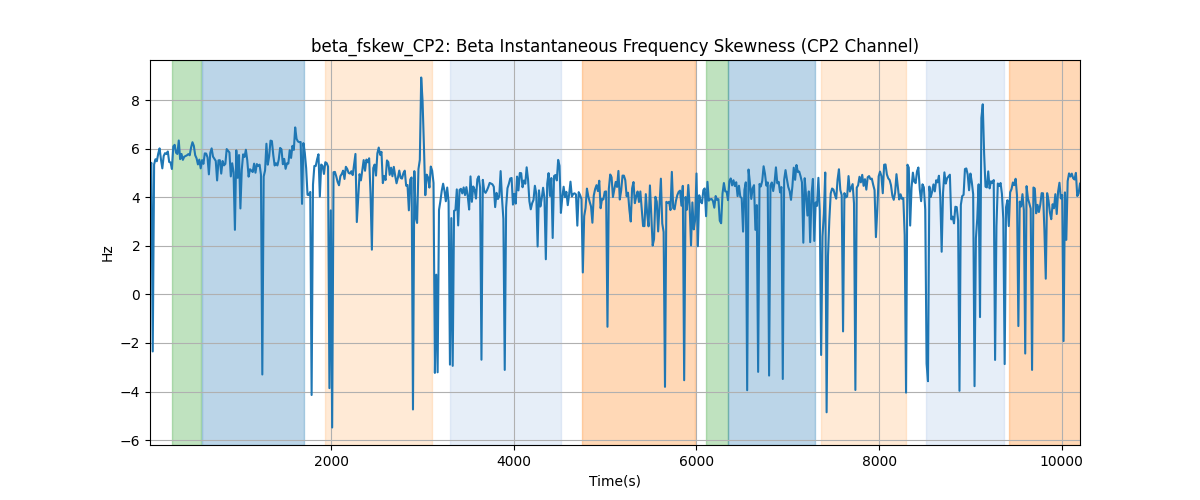 beta_fskew_CP2: Beta Instantaneous Frequency Skewness (CP2 Channel)
8
6
4
2
0
−2
−4
−6
Hz
2000 4000 6000 8000 10000
Time(s)